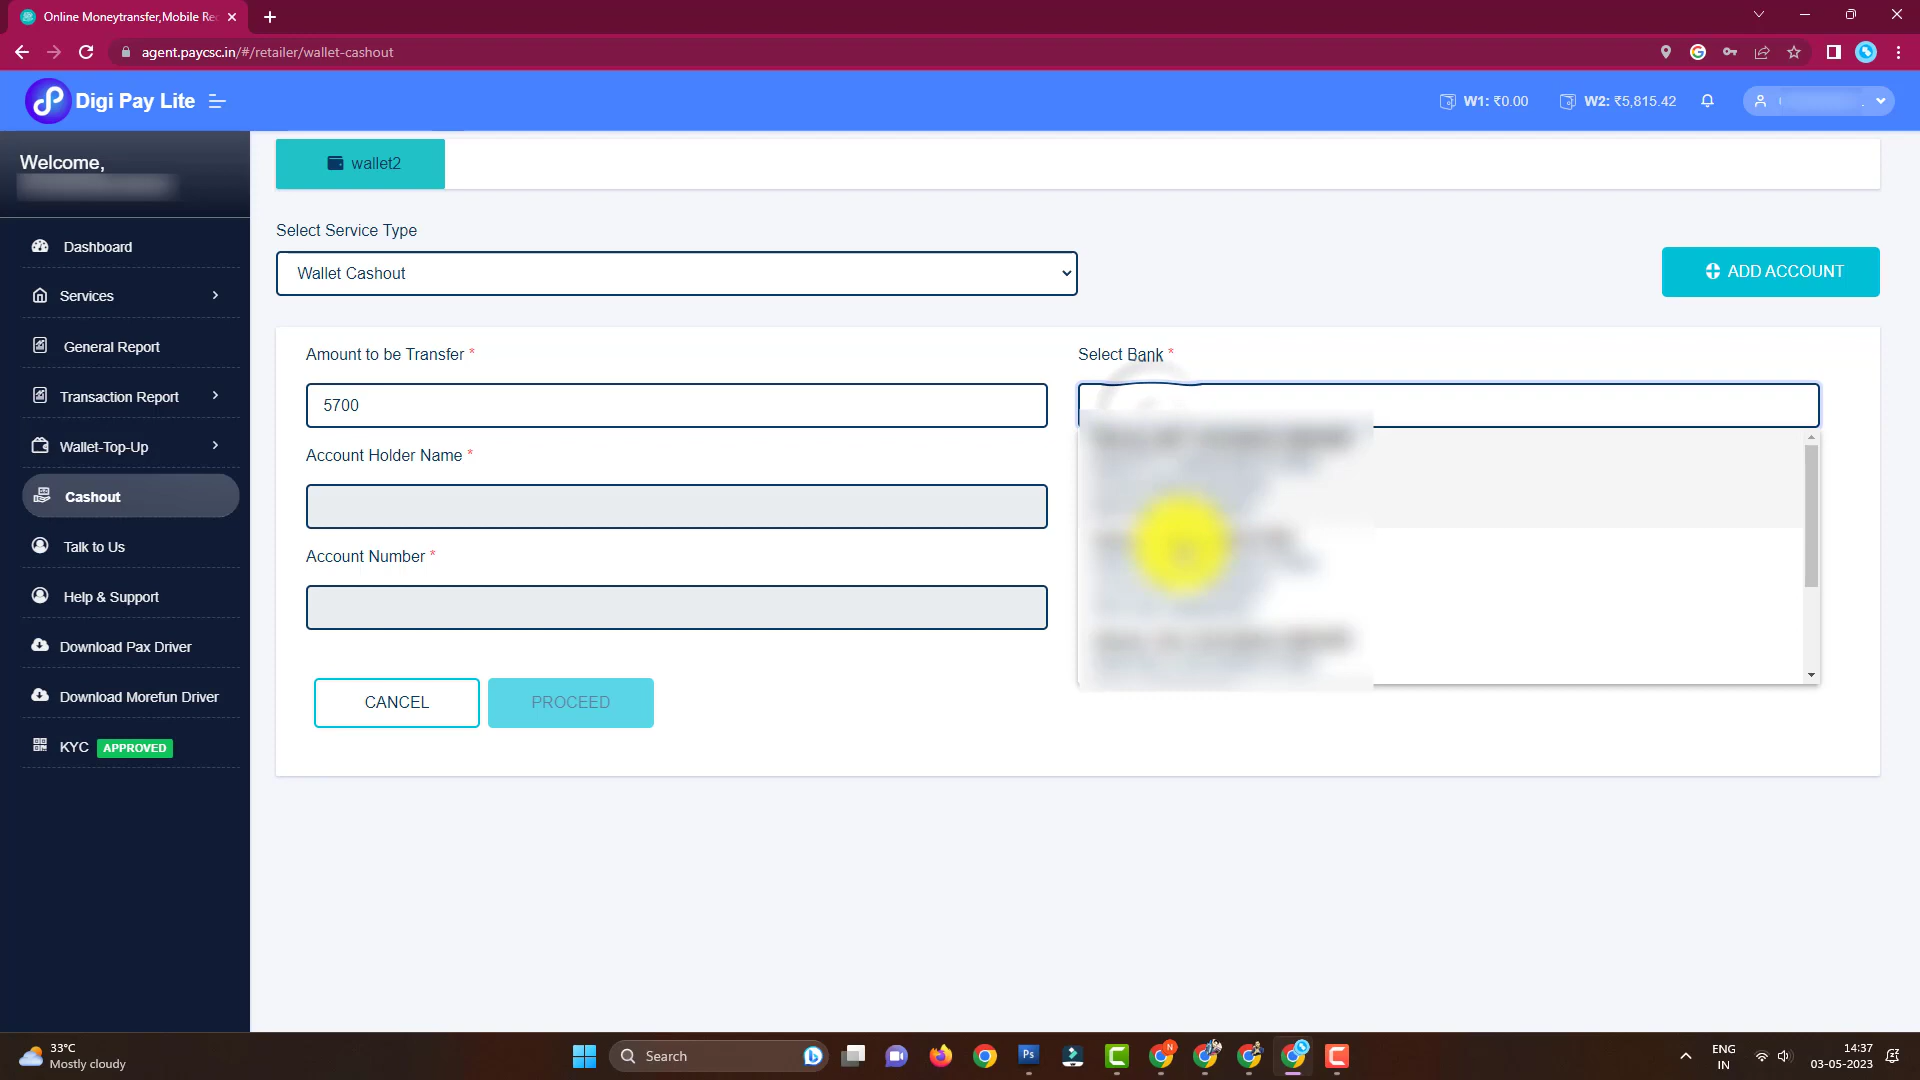 Online Moneytransfer,Mobile Re
agent.paycsc.in/#/retailer/wallet-cashout
Digi Pay Lite
W1: ₹0.00
W2: ₹5,815.42
Welcome,
Dashboard
Services
General Report
Transaction Report
Wallet-Top-Up
Cashout
Talk to Us
Help & Support
Download Pax Driver
Download Morefun Driver
KYC APPROVED
wallet2
Select Service Type
Wallet Cashout
ADD ACCOUNT
Amount to be Transfer *
5700
Select Bank *
Account Holder Name *
Account Number *
CANCEL
PROCEED
33°C
Mostly cloudy
Search
Ps
N
ENG
IN
14:37
03-05-2023